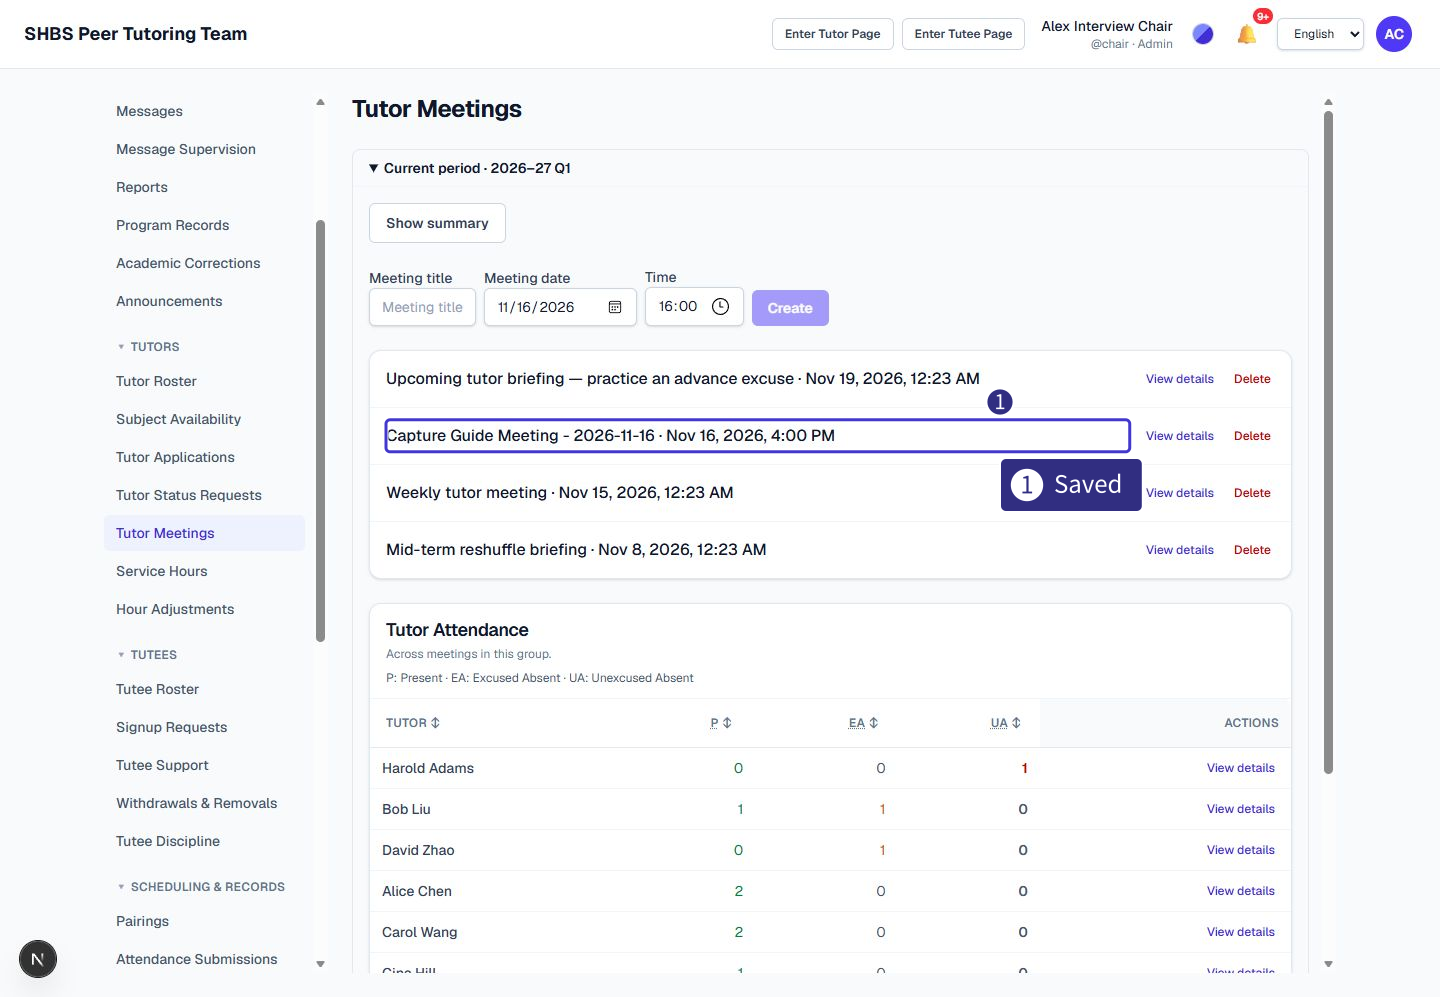 SHBS Peer Tutoring Team
Enter Tutor Page
Enter Tutee Page
Alex Interview Chair
@chair · Admin
9+
English
AC
Messages
Message Supervision
Reports
Program Records
Academic Corrections
Announcements
▼ TUTORS
Tutor Roster
Subject Availability
Tutor Applications
Tutor Status Requests
Tutor Meetings
Service Hours
Hour Adjustments
▼ TUTEES
Tutee Roster
Signup Requests
Tutee Support
Withdrawals & Removals
Tutee Discipline
▼ SCHEDULING & RECORDS
Pairings
Attendance Submissions
N
Tutor Meetings
▼ Current period · 2026–27 Q1
Show summary
Meeting title Meeting date Time
Meeting title 11/16/2026 16:00 Create
Upcoming tutor briefing — practice an advance excuse · Nov 19, 2026, 12:23 AM View details Delete
1
Capture Guide Meeting - 2026-11-16 · Nov 16, 2026, 4:00 PM View details Delete
1 Saved
Weekly tutor meeting · Nov 15, 2026, 12:23 AM View details Delete
Mid-term reshuffle briefing · Nov 8, 2026, 12:23 AM View details Delete
Tutor Attendance
Across meetings in this group.
P: Present · EA: Excused Absent · UA: Unexcused Absent
TUTOR P EA UA ACTIONS
Harold Adams 0 0 1 View details
Bob Liu 1 1 0 View details
David Zhao 0 1 0 View details
Alice Chen 2 0 0 View details
Carol Wang 2 0 0 View details